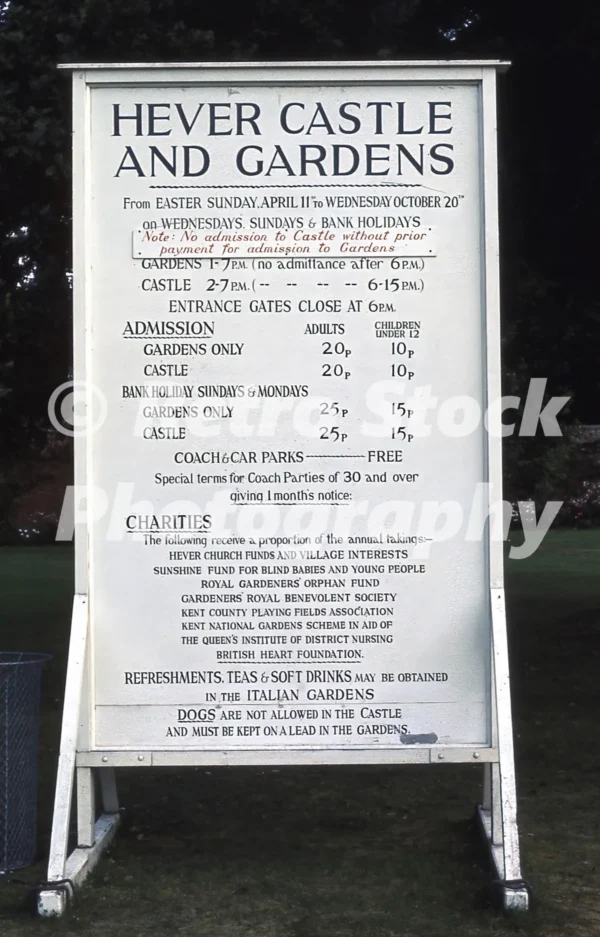 HEVER CASTLE
AND GARDENS
From EASTER SUNDAY, APRIL 11TH TO WEDNESDAY OCTOBER 20TH
on WEDNESDAYS, SUNDAYS & BANK HOLIDAYS
Note: No admission to Castle without prior
payment for admission to Gardens
GARDENS 1-7 P.M. (no admittance after 6 P.M.)
CASTLE 2-7 P.M. ( -- -- -- -- 6-15 P.M.)
ENTRANCE GATES CLOSE AT 6 P.M.
ADMISSION ADULTS CHILDREN UNDER 12
GARDENS ONLY 20P 10P
CASTLE 20P 10P
BANK HOLIDAY SUNDAYS & MONDAYS
GARDENS ONLY 25P 15P
CASTLE 25P 15P
COACH & CAR PARKS ——— FREE
Special terms for Coach Parties of 30 and over
giving 1 month's notice:
CHARITIES
The following receive a proportion of the annual takings:-
HEVER CHURCH FUNDS AND VILLAGE INTERESTS
SUNSHINE FUND FOR BLIND BABIES AND YOUNG PEOPLE
ROYAL GARDENERS' ORPHAN FUND
GARDENERS' ROYAL BENEVOLENT SOCIETY
KENT COUNTY PLAYING FIELDS ASSOCIATION
KENT NATIONAL GARDENS SCHEME IN AID OF
THE QUEEN'S INSTITUTE OF DISTRICT NURSING
BRITISH HEART FOUNDATION.
REFRESHMENTS, TEAS & SOFT DRINKS MAY BE OBTAINED
IN THE ITALIAN GARDENS
DOGS ARE NOT ALLOWED IN THE CASTLE
AND MUST BE KEPT ON A LEAD IN THE GARDENS.
© Retro Stock
Photography